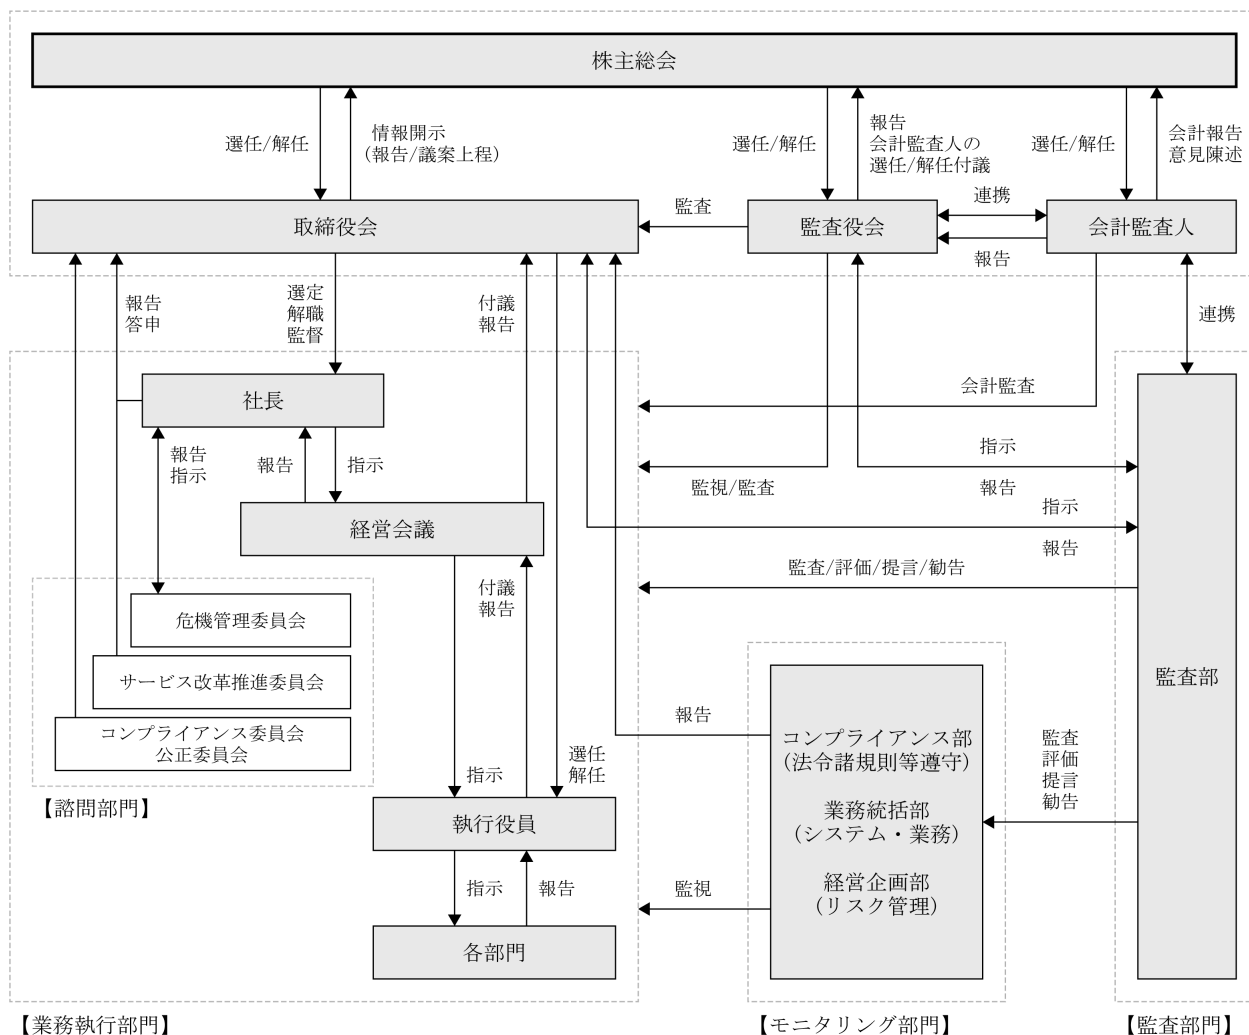 株主総会
選任/解任
情報開示
(報告/議案上程)
選任/解任
報告
会計監査人の
選任/解任付議
選任/解任
会計報告
意見陳述
取締役会
監査
監査役会
連携
報告
会計監査人
報告
答申
選定
解職
監督
付議
報告
連携
社長
会計監査
報告
指示
報告
指示
監視/監査
指示
報告
経営会議
指示
報告
付議
報告
監査/評価/提言/勧告
危機管理委員会
サービス改革推進委員会
コンプライアンス委員会
公正委員会
【諮問部門】
指示
選任
解任
執行役員
指示
報告
各部門
【業務執行部門】
報告
監視
コンプライアンス部
(法令諸規則等遵守)
業務統括部
(システム・業務)
経営企画部
(リスク管理)
【モニタリング部門】
監査
評価
提言
勧告
監査部
【監査部門】